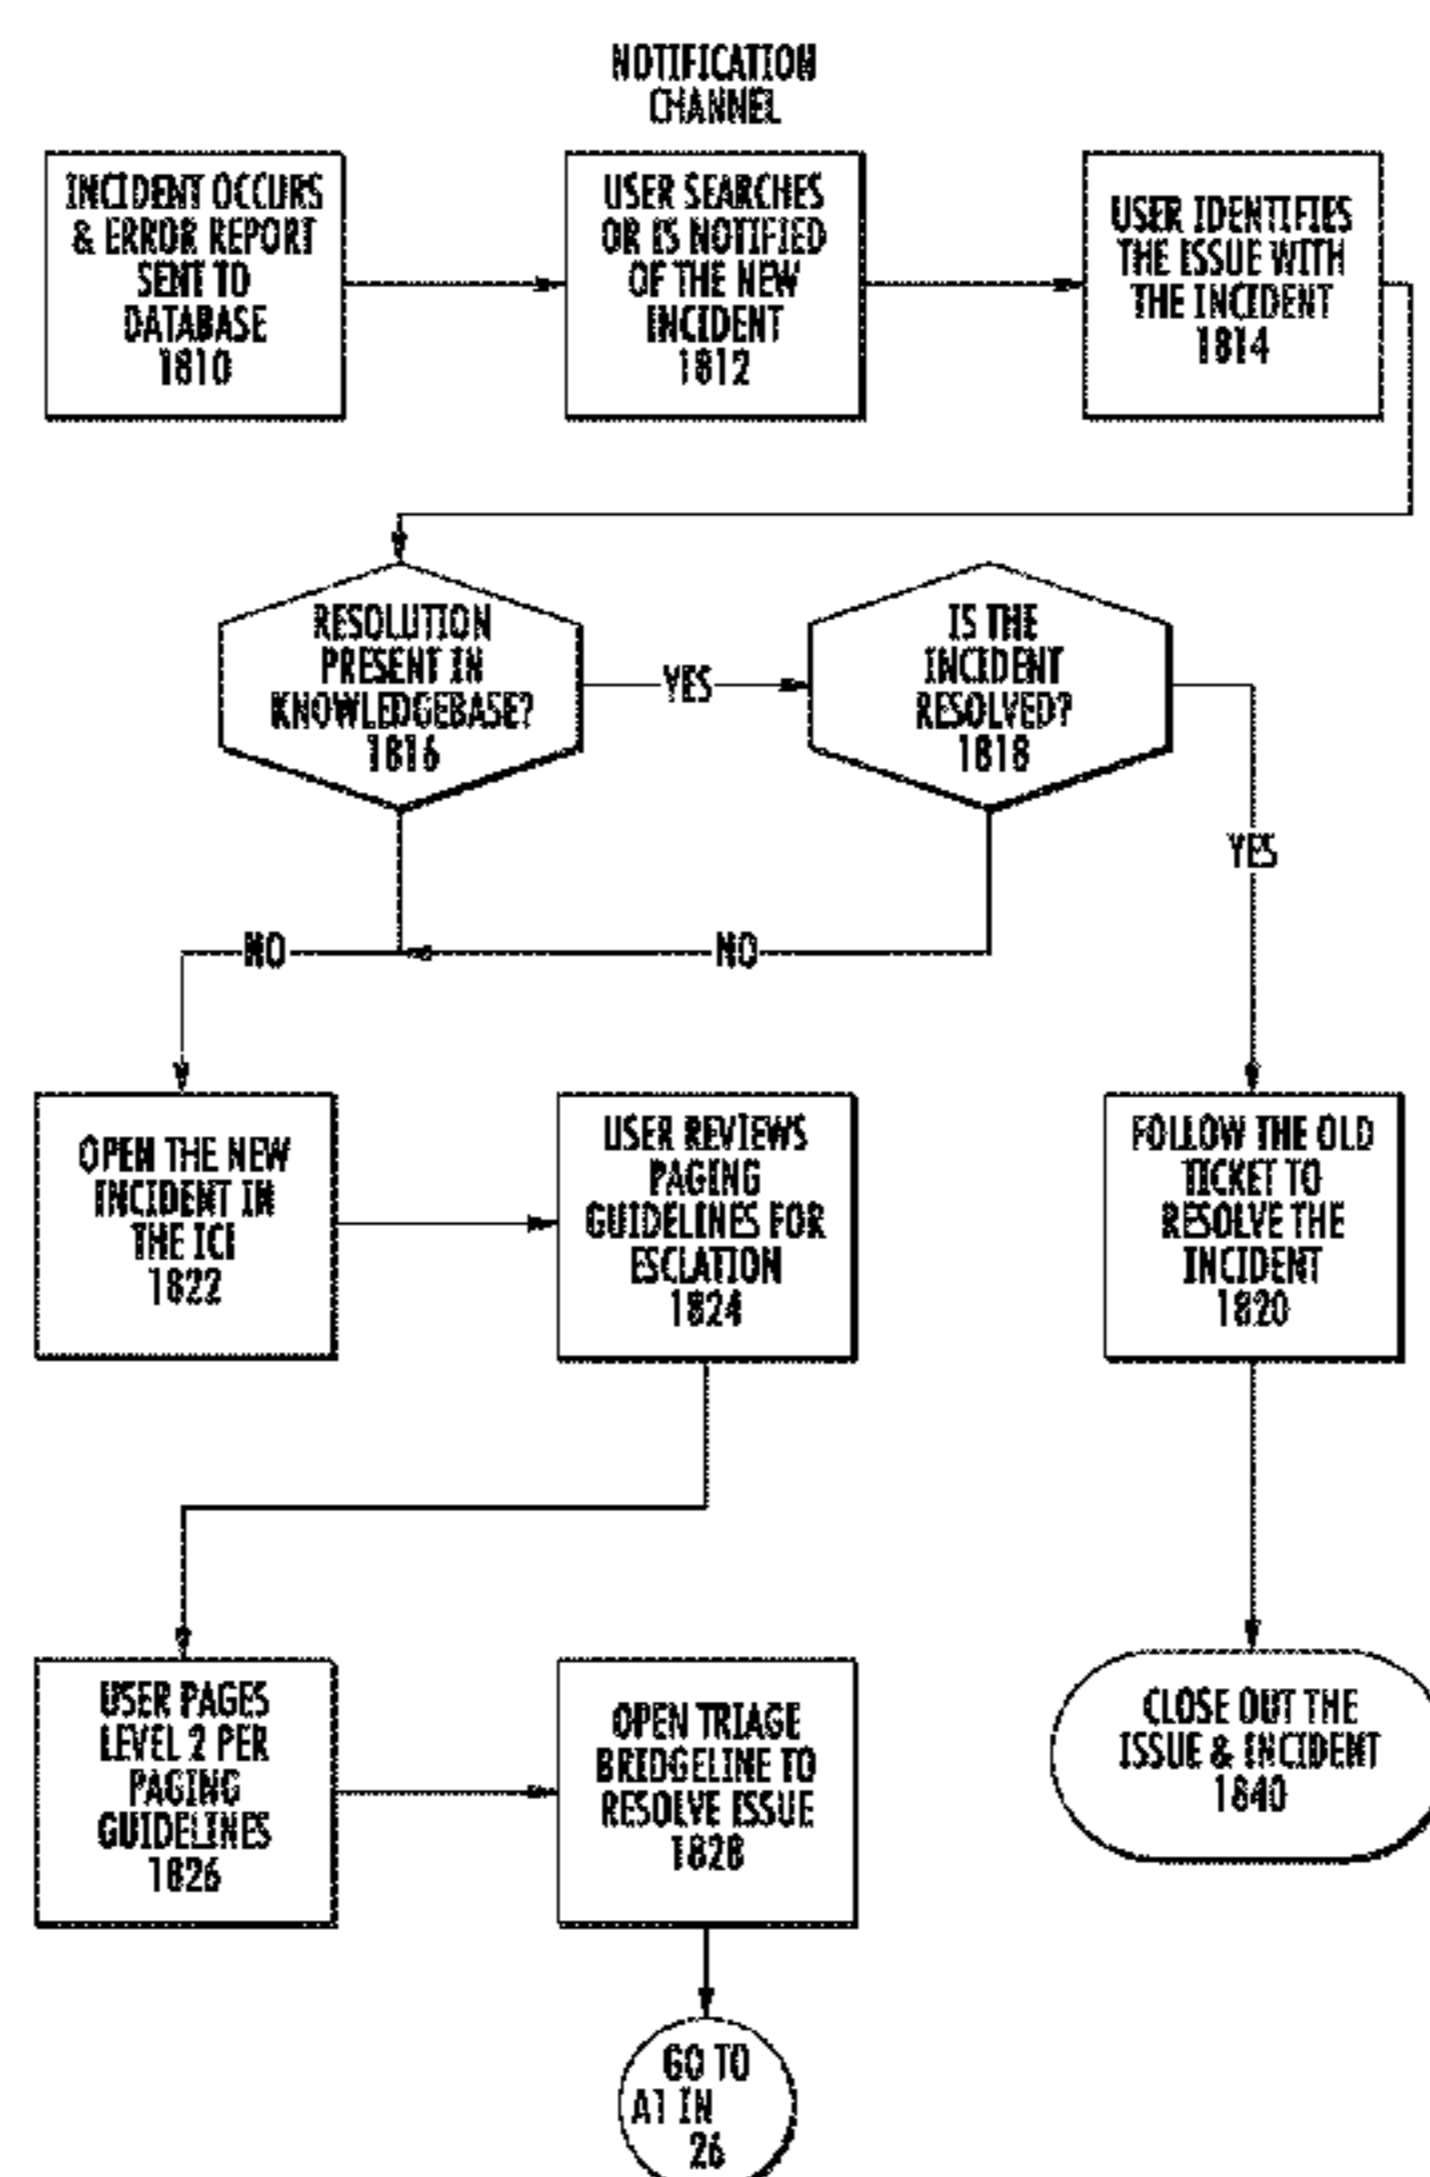 NOTIFICATION
CHANNEL
INCIDENT OCCURS
& ERROR REPORT
SENT TO
DATABASE
1810
USER SEARCHES
OR IS NOTIFIED
OF THE NEW
INCIDENT
1812
USER IDENTIFIES
THE ISSUE WITH
THE INCIDENT
1814
RESOLUTION
PRESENT IN
KNOWLEDGEBASE?
1816
YES
IS THE
INCIDENT
RESOLVED?
1818
YES
NO
NO
OPEN THE NEW
INCIDENT IN
THE ICI
1822
USER REVIEWS
PAGING
GUIDELINES FOR
ESCLATION
1824
FOLLOW THE OLD
TICKET TO
RESOLVE THE
INCIDENT
1820
USER PAGES
LEVEL 2 PER
PAGING
GUIDELINES
1826
OPEN TRIAGE
BRIDGELINE TO
RESOLVE ISSUE
1828
CLOSE OUT THE
ISSUE & INCIDENT
1840
GO TO
A1 IN
26